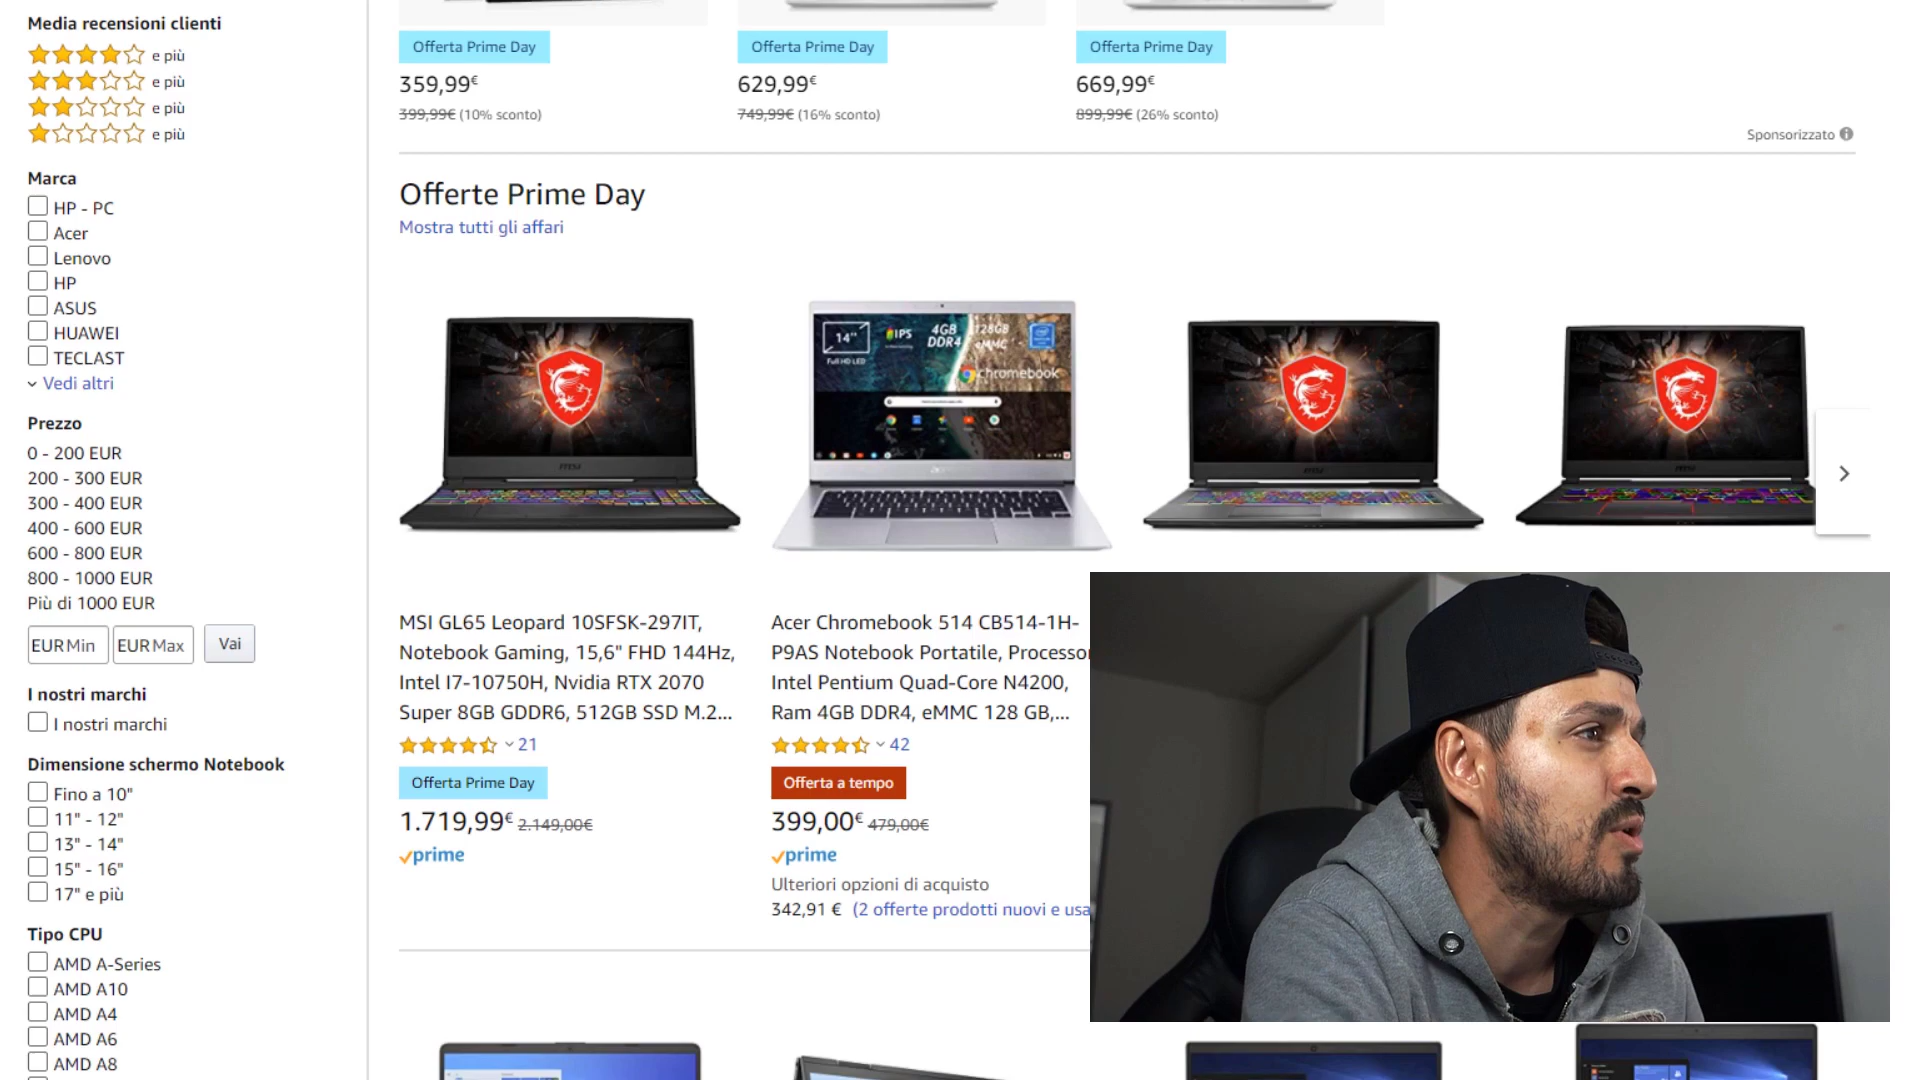 Media recensioni clienti
e più
e più
e più
e più
Marca
HP - PC
Acer
Lenovo
HP
ASUS
HUAWEI
TECLAST
Vedi altri
Prezzo
0 - 200 EUR
200 - 300 EUR
300 - 400 EUR
400 - 600 EUR
600 - 800 EUR
800 - 1000 EUR
Più di 1000 EUR
EUR Min
EUR Max
Vai
I nostri marchi
I nostri marchi
Dimensione schermo Notebook
Fino a 10"
11" - 12"
13" - 14"
15" - 16"
17" e più
Tipo CPU
AMD A-Series
AMD A10
AMD A4
AMD A6
AMD A8
Offerta Prime Day
359,99€
399,99€ (10% sconto)
Offerta Prime Day
629,99€
749,99€ (16% sconto)
Offerta Prime Day
669,99€
899,99€ (26% sconto)
Sponsorizzato
Offerte Prime Day
Mostra tutti gli affari
msi
14"
Full HD LED
IPS
4GB
DDR4
128GB
eMMC
chromebook
acer
msi
msi
MSI GL65 Leopard 10SFSK-297IT,
Notebook Gaming, 15,6" FHD 144Hz,
Intel I7-10750H, Nvidia RTX 2070
Super 8GB GDDR6, 512GB SSD M.2...
21
Offerta Prime Day
1.719,99€ 2.149,00€
prime
Acer Chromebook 514 CB514-1H-
P9AS Notebook Portatile, Processor
Intel Pentium Quad-Core N4200,
Ram 4GB DDR4, eMMC 128 GB,...
42
Offerta a tempo
399,00€ 479,00€
prime
Ulteriori opzioni di acquisto
342,91 € (2 offerte prodotti nuovi e usa